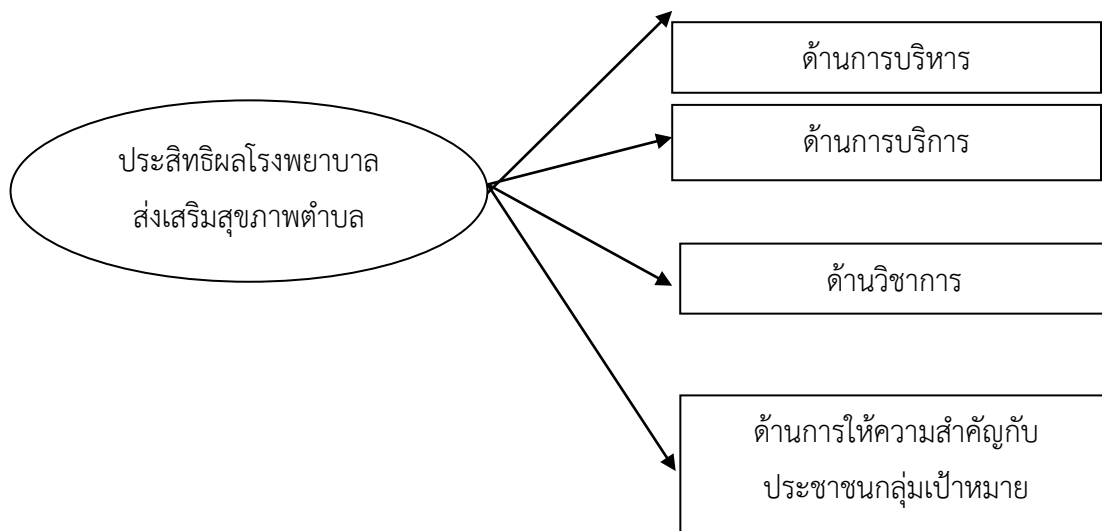 ประสิทธิผลโรงพยาบาล
ส่งเสริมสุขภาพตำบล
ด้านการบริหาร
ด้านการบริการ
ด้านวิชาการ
ด้านการให้ความสำคัญกับ
ประชาชนกลุ่มเป้าหมาย